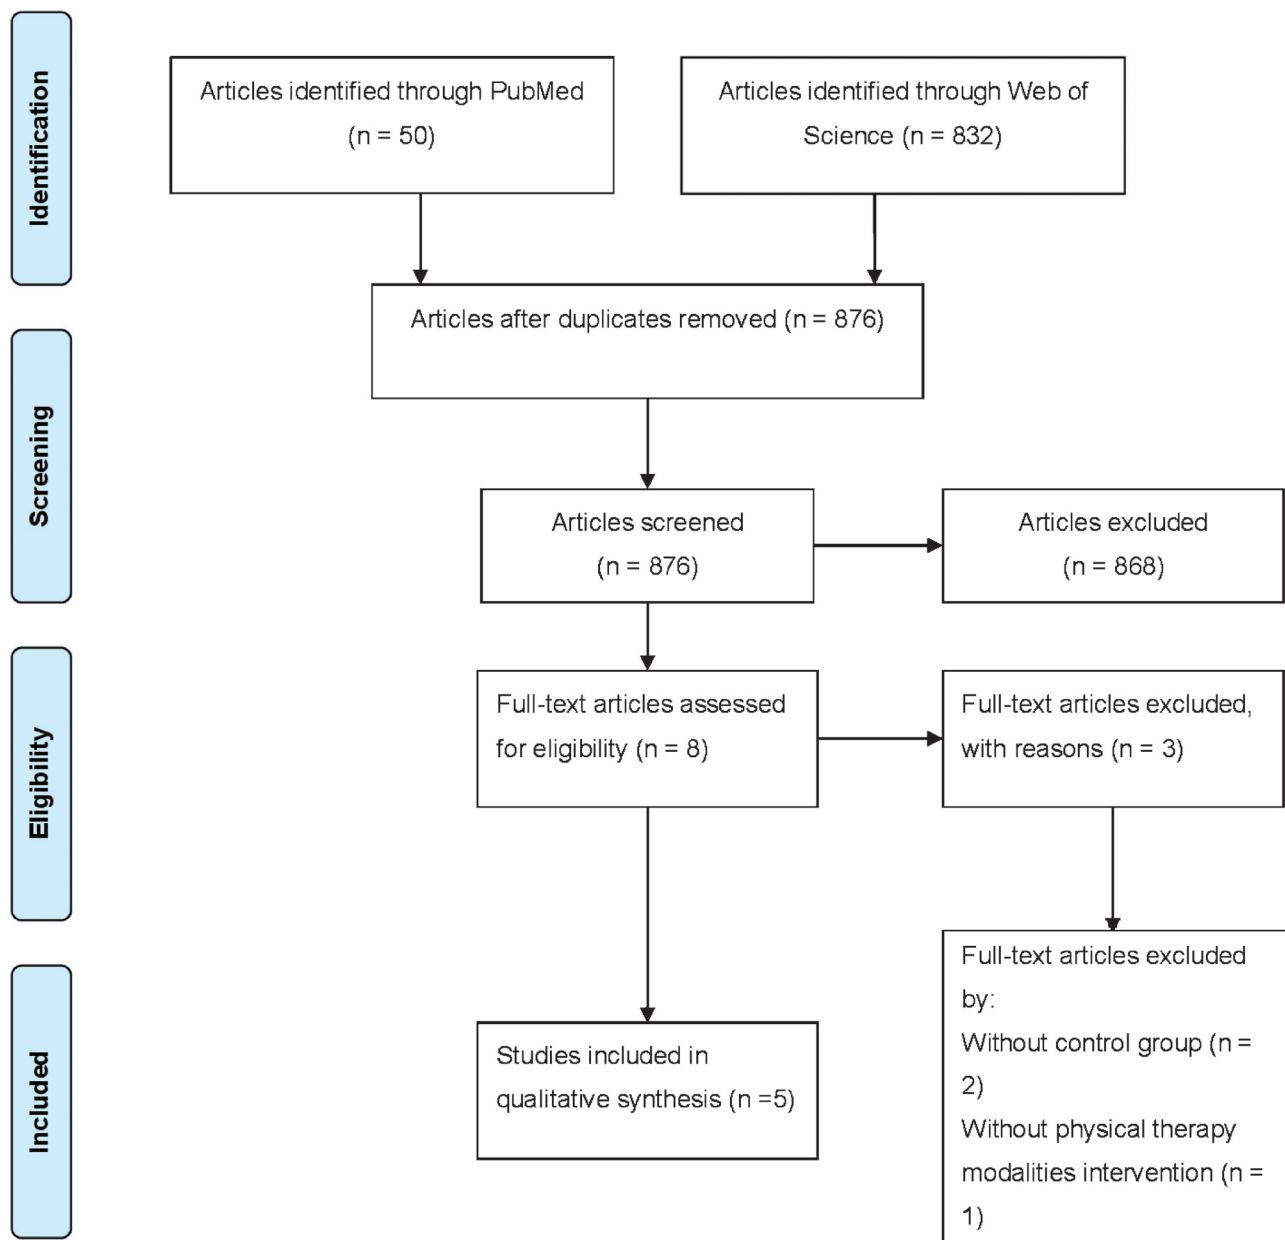 Identification
Articles identified through PubMed
(n = 50)
Articles identified through Web of
Science (n = 832)
Articles after duplicates removed (n = 876)
Screening
Articles screened
(n = 876)
Articles excluded
(n = 868)
Eligibility
Full-text articles assessed
for eligibility (n = 8)
Full-text articles excluded,
with reasons (n = 3)
Included
Studies included in
qualitative synthesis (n =5)
Full-text articles excluded
by:
Without control group (n =
2)
Without physical therapy
modalities intervention (n =
1)